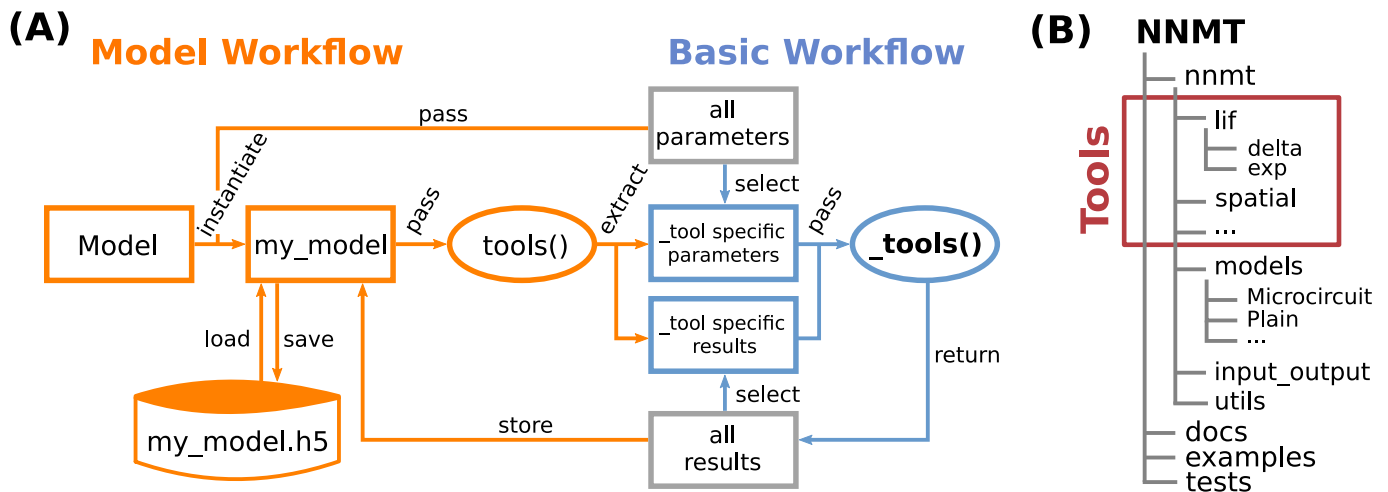 (A)
Model Workflow
Basic Workflow
pass
all
parameters
instantiate
select
Model
my_model
pass
tools()
extract
_tool specific
parameters
pass
_tools()
_tool specific
results
load
save
return
select
my_model.h5
store
all
results
(B)
NNMT
nnmt
Tools
lif
delta
exp
spatial
...
models
Microcircuit
Plain
...
input_output
utils
docs
examples
tests